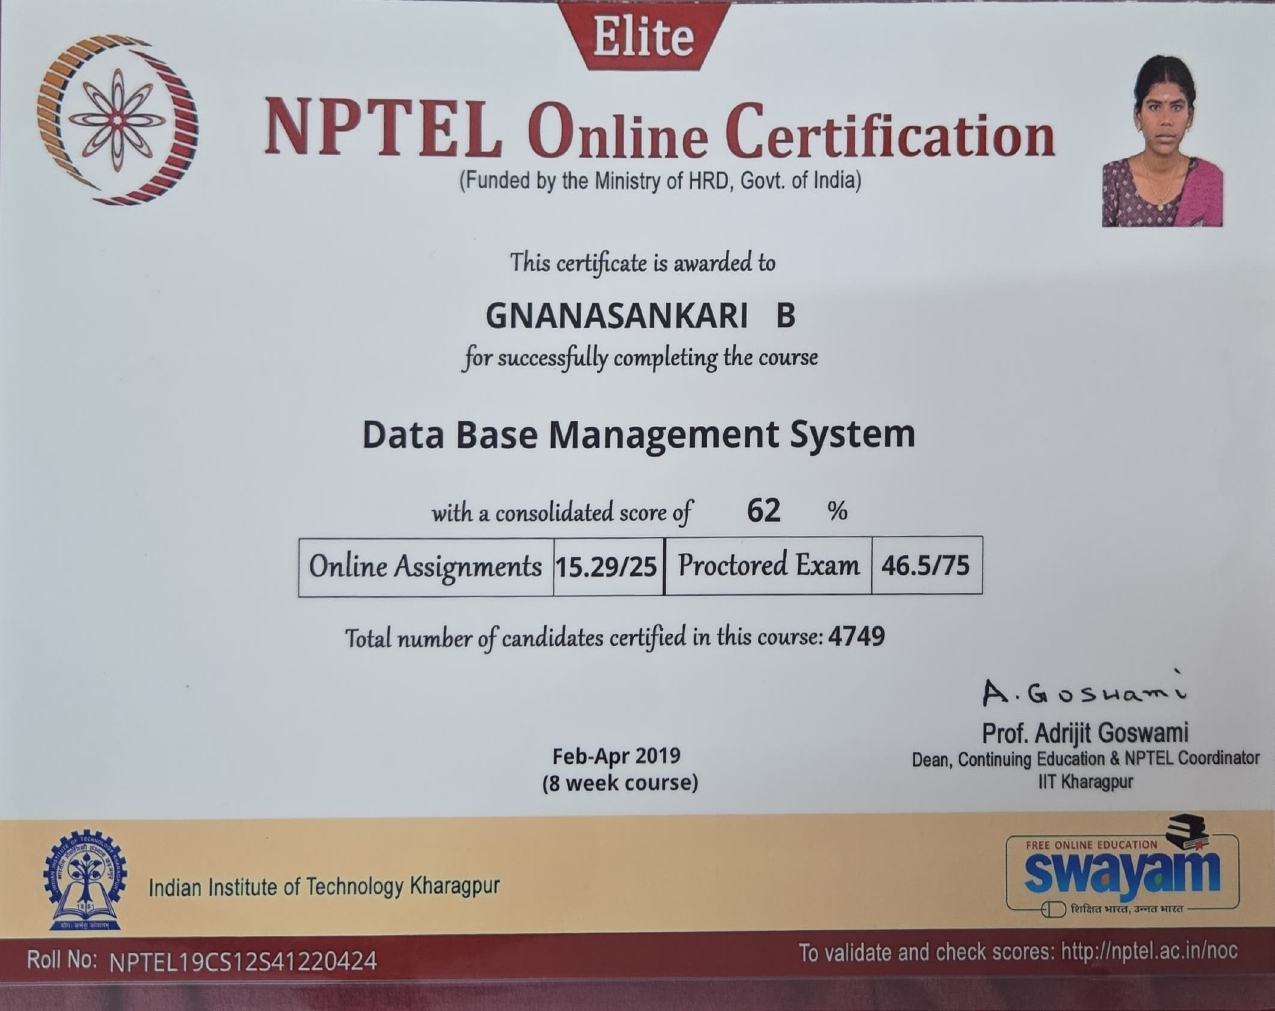 Elite
NPTEL Online Certification
(Funded by the Ministry of HRD, Govt. of India)
This certificate is awarded to
GNANASANKARI B
for successfully completing the course
Data Base Management System
with a consolidated score of 62 %
Online Assignments 15.29/25 Proctored Exam 46.5/75
Total number of candidates certified in this course: 4749
A. Goswami
Prof. Adrijit Goswami
Dean, Continuing Education & NPTEL Coordinator
IIT Kharagpur
Feb-Apr 2019
(8 week course)
Indian Institute of Technology Kharagpur
FREE ONLINE EDUCATION
swayam
शिक्षित भारत, उन्नत भारत
Roll No: NPTEL19CS12S41220424
To validate and check scores: http://nptel.ac.in/noc